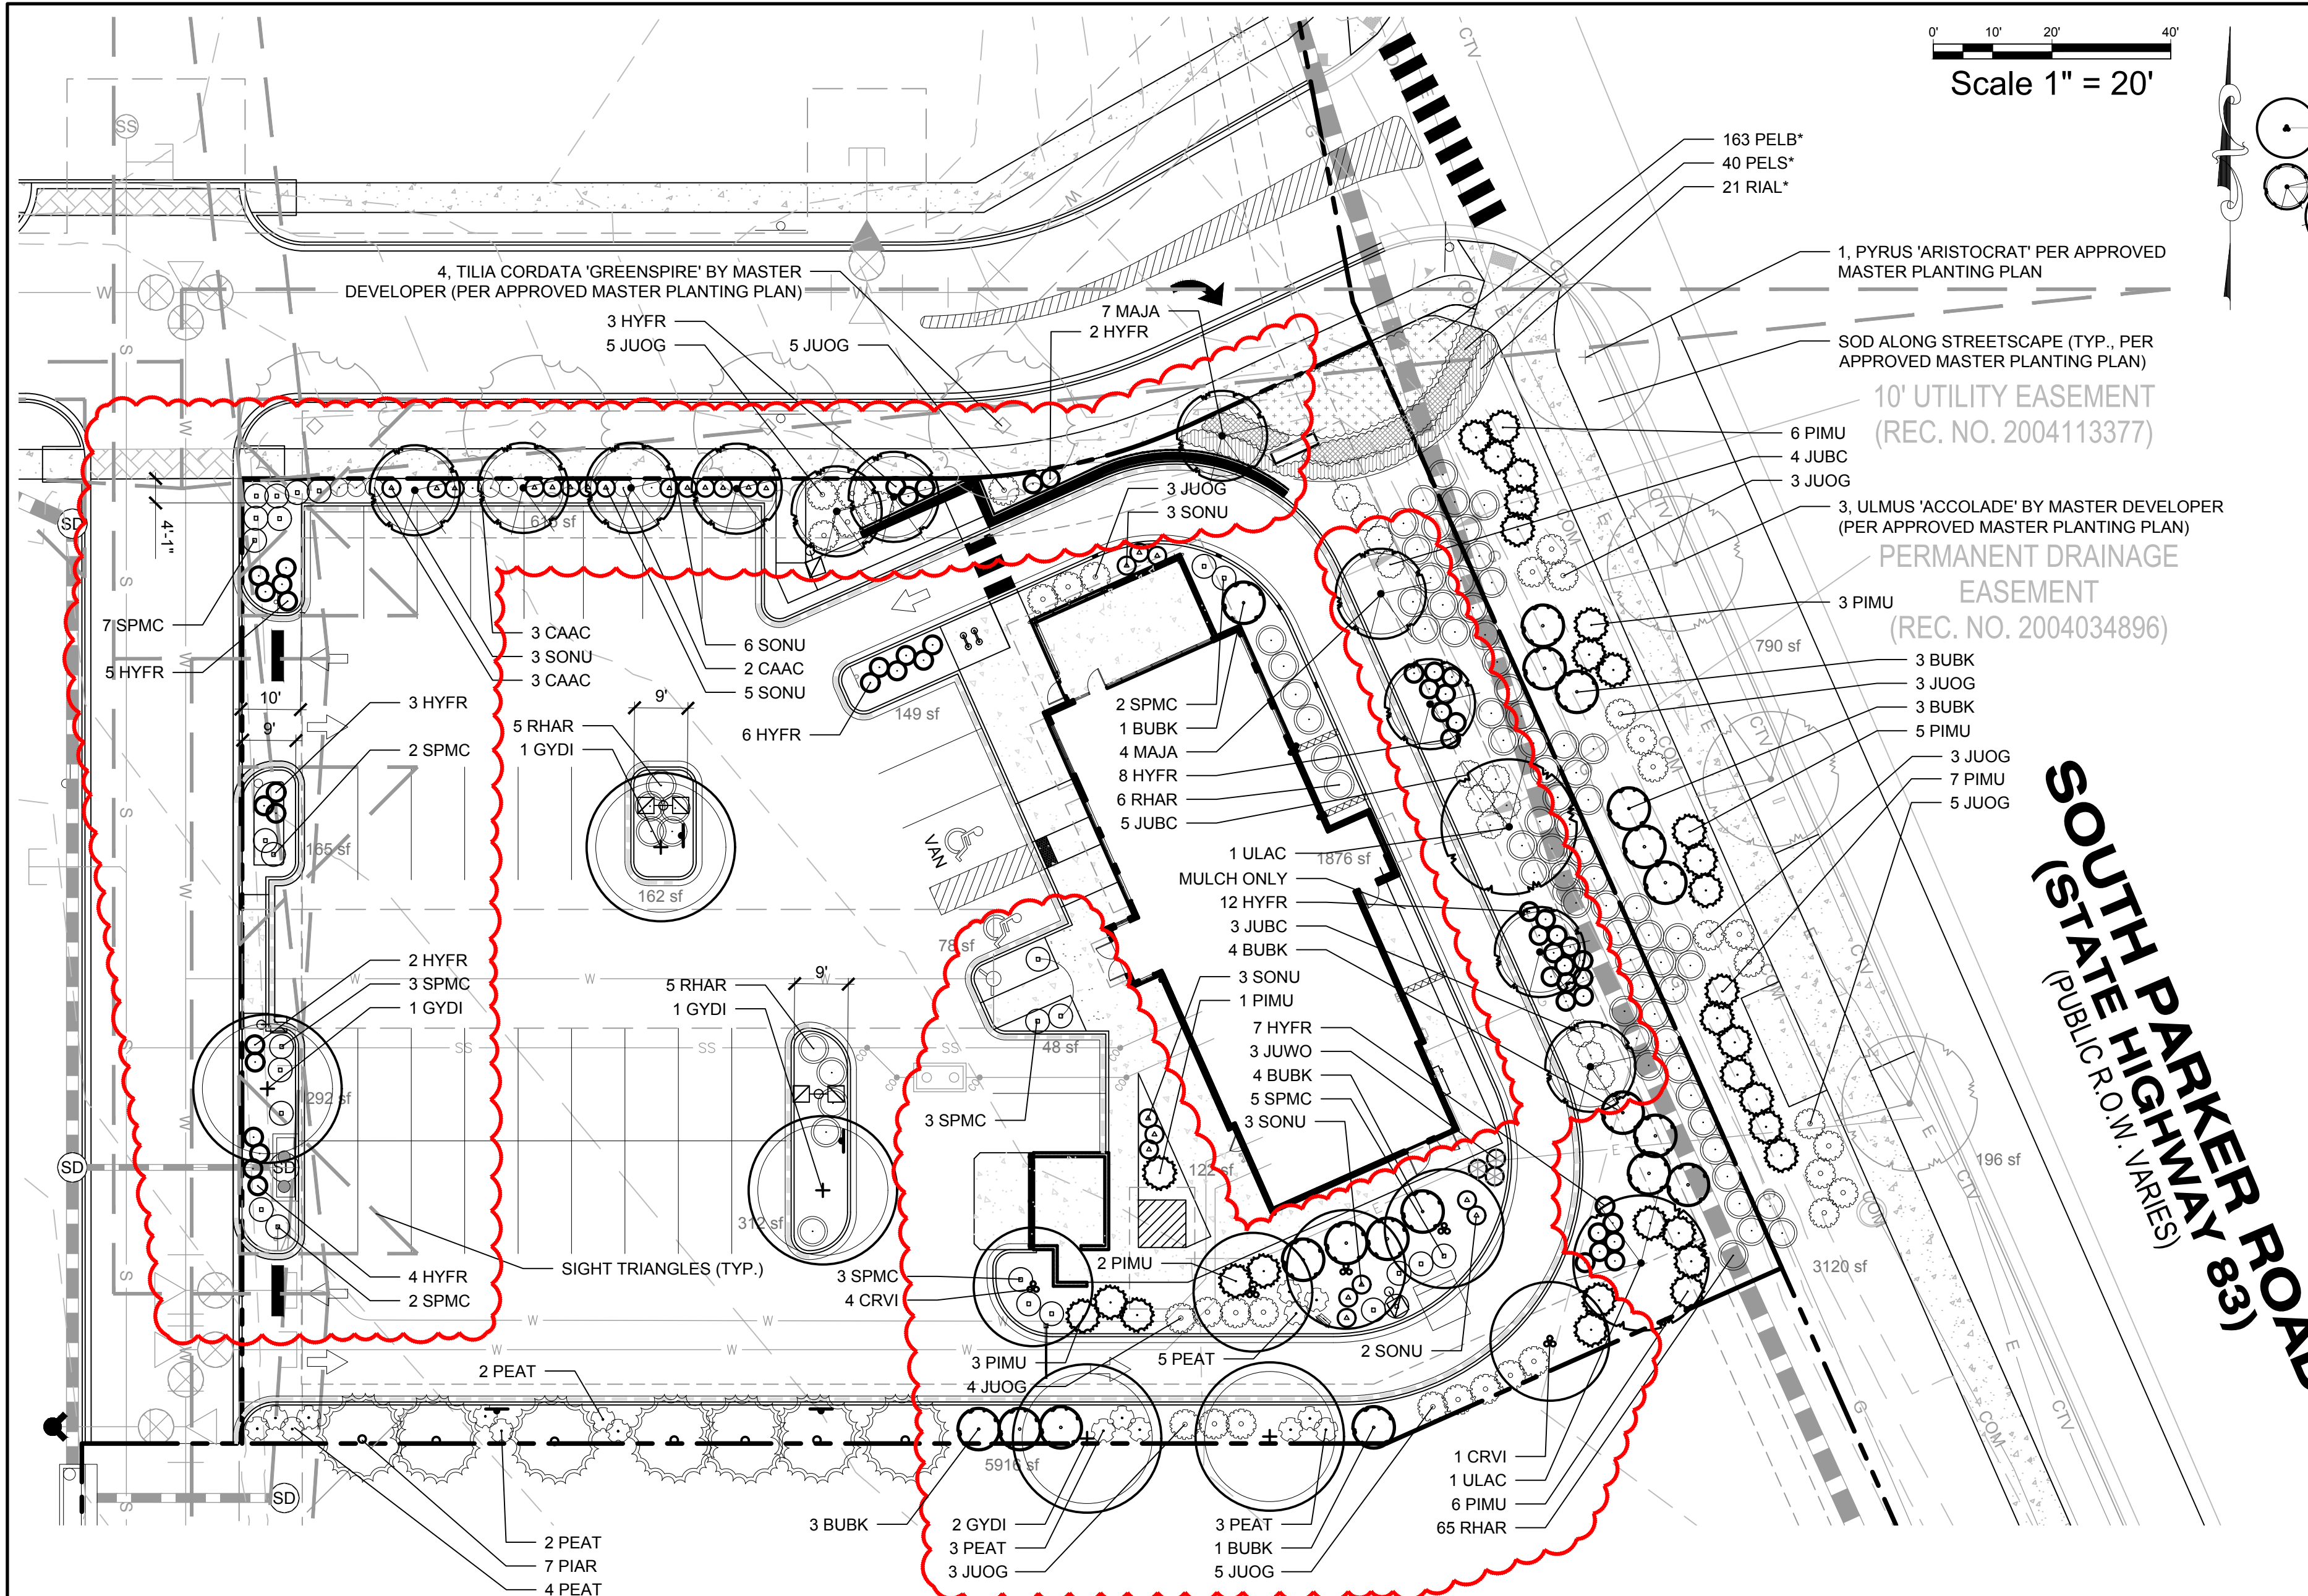 0' 10' 20' 40'
Scale 1" = 20'
163 PELB*
40 PELS*
21 RIAL*
1, PYRUS 'ARISTOCRAT' PER APPROVED
MASTER PLANTING PLAN
SOD ALONG STREETSCAPE (TYP., PER
APPROVED MASTER PLANTING PLAN)
10' UTILITY EASEMENT
(REC. NO. 2004113377)
6 PIMU
4 JUBC
3 JUOG
3, ULMUS 'ACCOLADE' BY MASTER DEVELOPER
(PER APPROVED MASTER PLANTING PLAN)
PERMANENT DRAINAGE
EASEMENT
(REC. NO. 2004034896)
3 PIMU
790 sf
3 BUBK
3 JUOG
3 BUBK
5 PIMU
3 JUOG
7 PIMU
5 JUOG
SOUTH PARKER ROAD
(STATE HIGHWAY 83)
(PUBLIC R.O.W. VARIES)
196 sf
3120 sf
4, TILIA CORDATA 'GREENSPIRE' BY MASTER
DEVELOPER (PER APPROVED MASTER PLANTING PLAN)
3 HYFR
5 JUOG
5 JUOG
7 MAJA
2 HYFR
3 JUOG
3 SONU
615 sf
4'-1"
7 SPMC
5 HYFR
3 CAAC
3 SONU
3 CAAC
6 SONU
2 CAAC
5 SONU
10'
9'
3 HYFR
2 SPMC
165 sf
5 RHAR
1 GYDI
9'
162 sf
6 HYFR
149 sf
VAN
2 SPMC
1 BUBK
4 MAJA
8 HYFR
6 RHAR
5 JUBC
1 ULAC
1876 sf
MULCH ONLY
12 HYFR
3 JUBC
4 BUBK
78 sf
48 sf
3 SONU
1 PIMU
7 HYFR
3 JUWO
4 BUBK
5 SPMC
3 SONU
122 sf
3 SPMC
2 HYFR
3 SPMC
1 GYDI
292 sf
5 RHAR
1 GYDI
9'
312 sf
4 HYFR
2 SPMC
SIGHT TRIANGLES (TYP.)
3 SPMC
4 CRVI
2 PIMU
3 PIMU
4 JUOG
5 PEAT
2 SONU
2 PEAT
5916 sf
2 PEAT
7 PIAR
4 PEAT
3 BUBK
2 GYDI
3 PEAT
3 JUOG
3 PEAT
1 BUBK
5 JUOG
1 CRVI
1 ULAC
6 PIMU
65 RHAR
SS
SD
SD
SD
SD